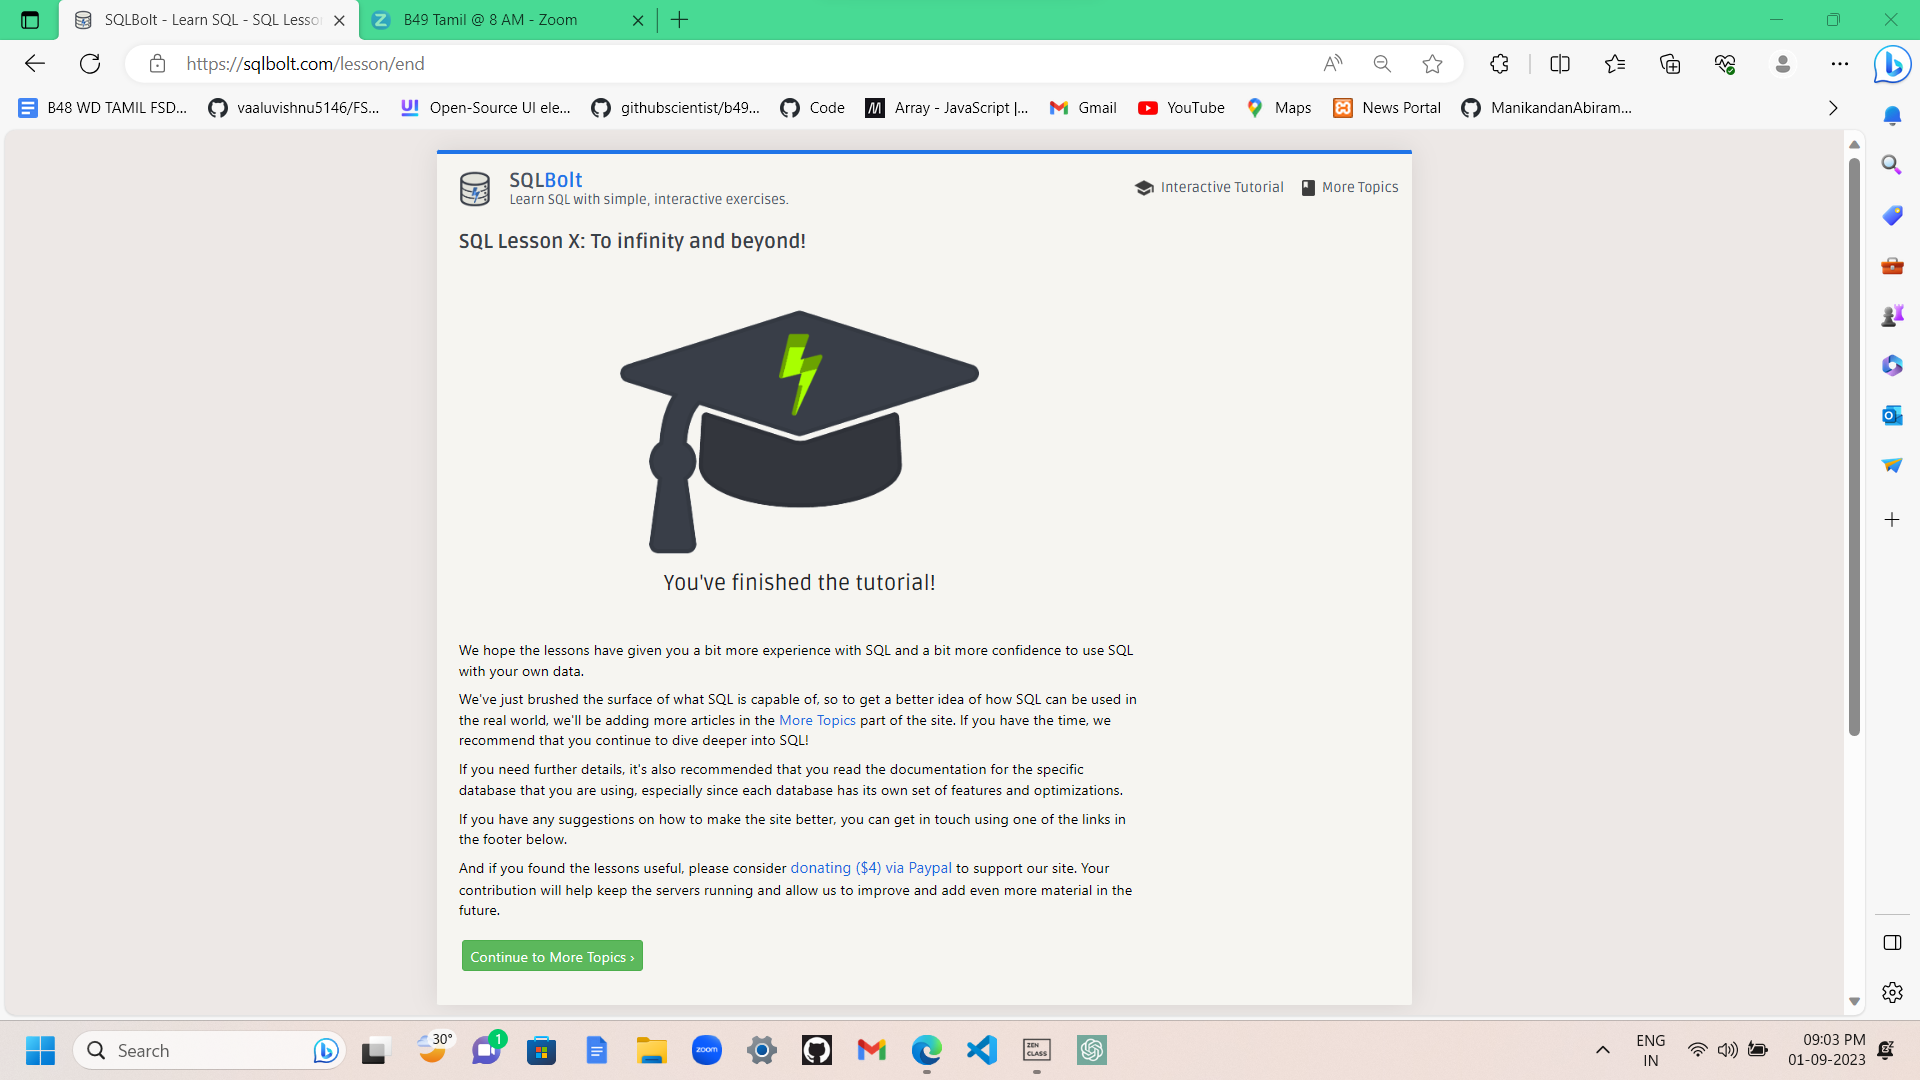 SQLBolt - Learn SQL - SQL Lesso
B49 Tamil @ 8 AM - Zoom
https://sqlbolt.com/lesson/end
B48 WD TAMIL FSD...
vaaluvishnu5146/FS...
Open-Source UI ele...
githubscientist/b49...
Code
Array - JavaScript |...
Gmail
YouTube
Maps
News Portal
ManikandanAbiram...
SQLBolt
Learn SQL with simple, interactive exercises.
Interactive Tutorial
More Topics
SQL Lesson X: To infinity and beyond!
You've finished the tutorial!
We hope the lessons have given you a bit more experience with SQL and a bit more confidence to use SQL
with your own data.
We've just brushed the surface of what SQL is capable of, so to get a better idea of how SQL can be used in
the real world, we'll be adding more articles in the More Topics part of the site. If you have the time, we
recommend that you continue to dive deeper into SQL!
If you need further details, it's also recommended that you read the documentation for the specific
database that you are using, especially since each database has its own set of features and optimizations.
If you have any suggestions on how to make the site better, you can get in touch using one of the links in
the footer below.
And if you found the lessons useful, please consider donating ($4) via Paypal to support our site. Your
contribution will help keep the servers running and allow us to improve and add even more material in the
future.
Continue to More Topics ›
Search
30°
1
zoom
ZEN
CLASS
ENG
IN
09:03 PM
01-09-2023